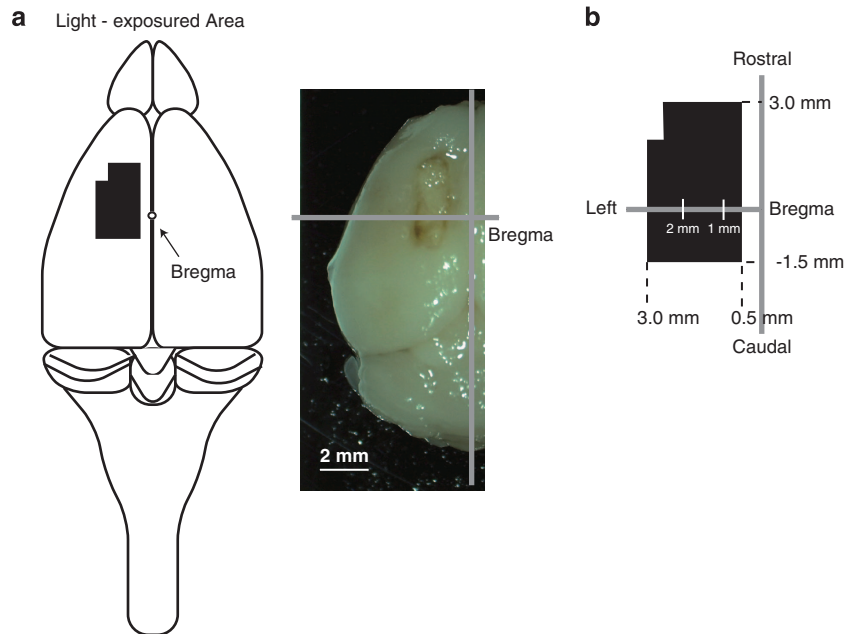 a
Light - exposured Area
Bregma
Bregma
2 mm
b
Rostral
3.0 mm
Left
Bregma
2 mm
1 mm
-1.5 mm
3.0 mm
0.5 mm
Caudal